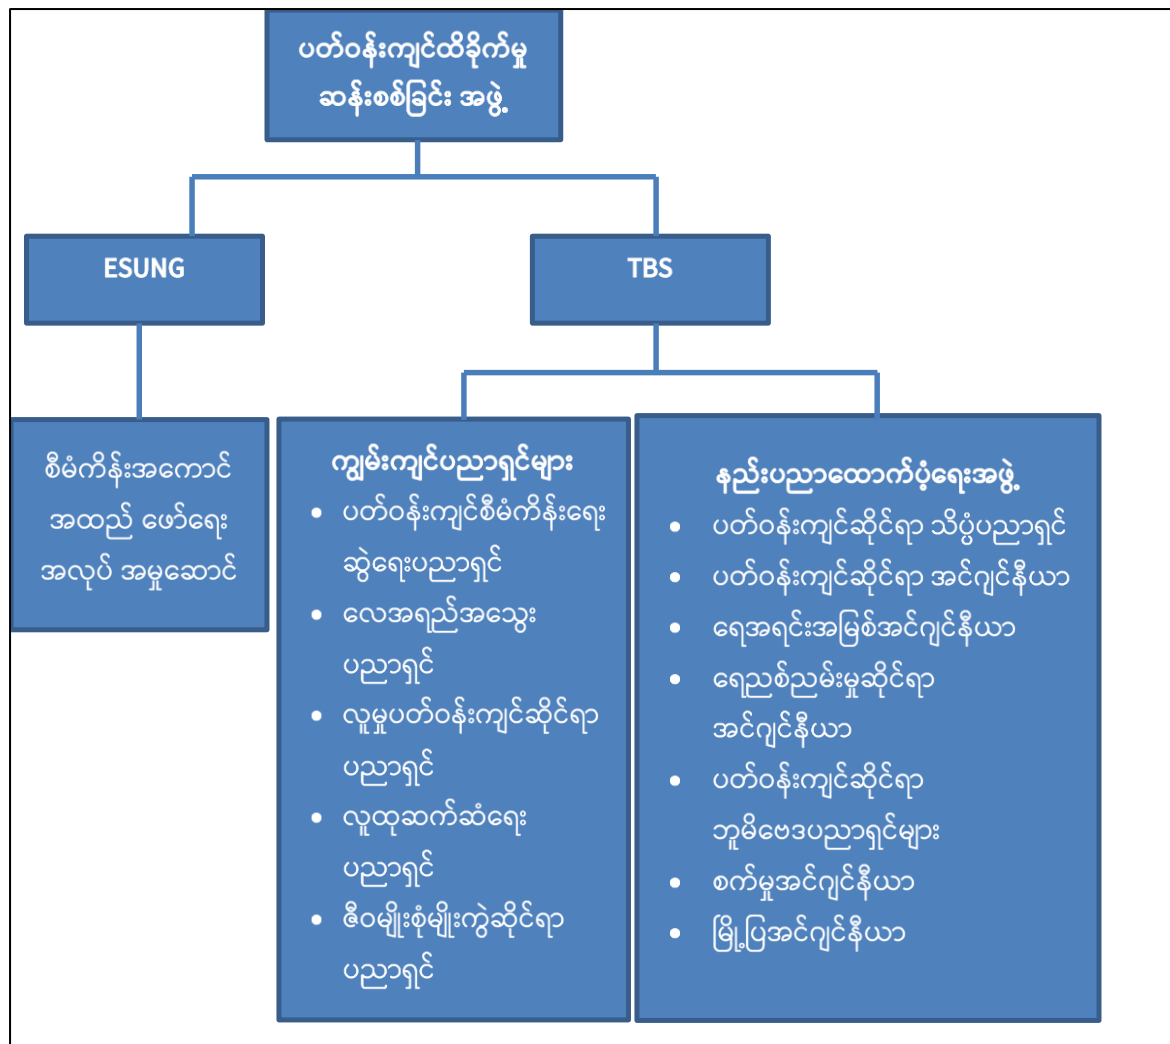 ပတ်ဝန်းကျင်ထိခိုက်မှု
ဆန်းစစ်ခြင်း အဖွဲ့
ESUNG
TBS
စီမံကိန်းအကောင်
အထည် ဖော်ရေး
အလုပ် အမှုဆောင်
ကျွမ်းကျင်ပညာရှင်များ
• ပတ်ဝန်းကျင်စီမံကိန်းရေး
ဆွဲရေးပညာရှင်
• လေအရည်အသွေး
ပညာရှင်
• လူမှုပတ်ဝန်းကျင်ဆိုင်ရာ
ပညာရှင်
• လူထုဆက်ဆံရေး
ပညာရှင်
• ဇီဝမျိုးစုံမျိုးကွဲဆိုင်ရာ
ပညာရှင်
နည်းပညာထောက်ပံ့ရေးအဖွဲ့
• ပတ်ဝန်းကျင်ဆိုင်ရာ သိပ္ပံပညာရှင်
• ပတ်ဝန်းကျင်ဆိုင်ရာ အင်ဂျင်နီယာ
• ရေအရင်းအမြစ်အင်ဂျင်နီယာ
• ရေညစ်ညမ်းမှုဆိုင်ရာ
အင်ဂျင်နီယာ
• ပတ်ဝန်းကျင်ဆိုင်ရာ
ဘူမိဗေဒပညာရှင်များ
• စက်မှုအင်ဂျင်နီယာ
• မြို့ပြအင်ဂျင်နီယာ